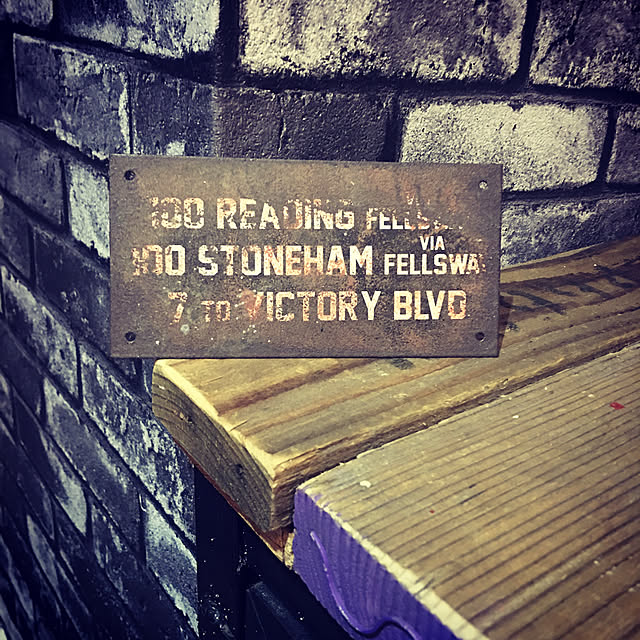 100 READING
100 STONEHAM VIA FELLSWA
7 TO VICTORY BLVD